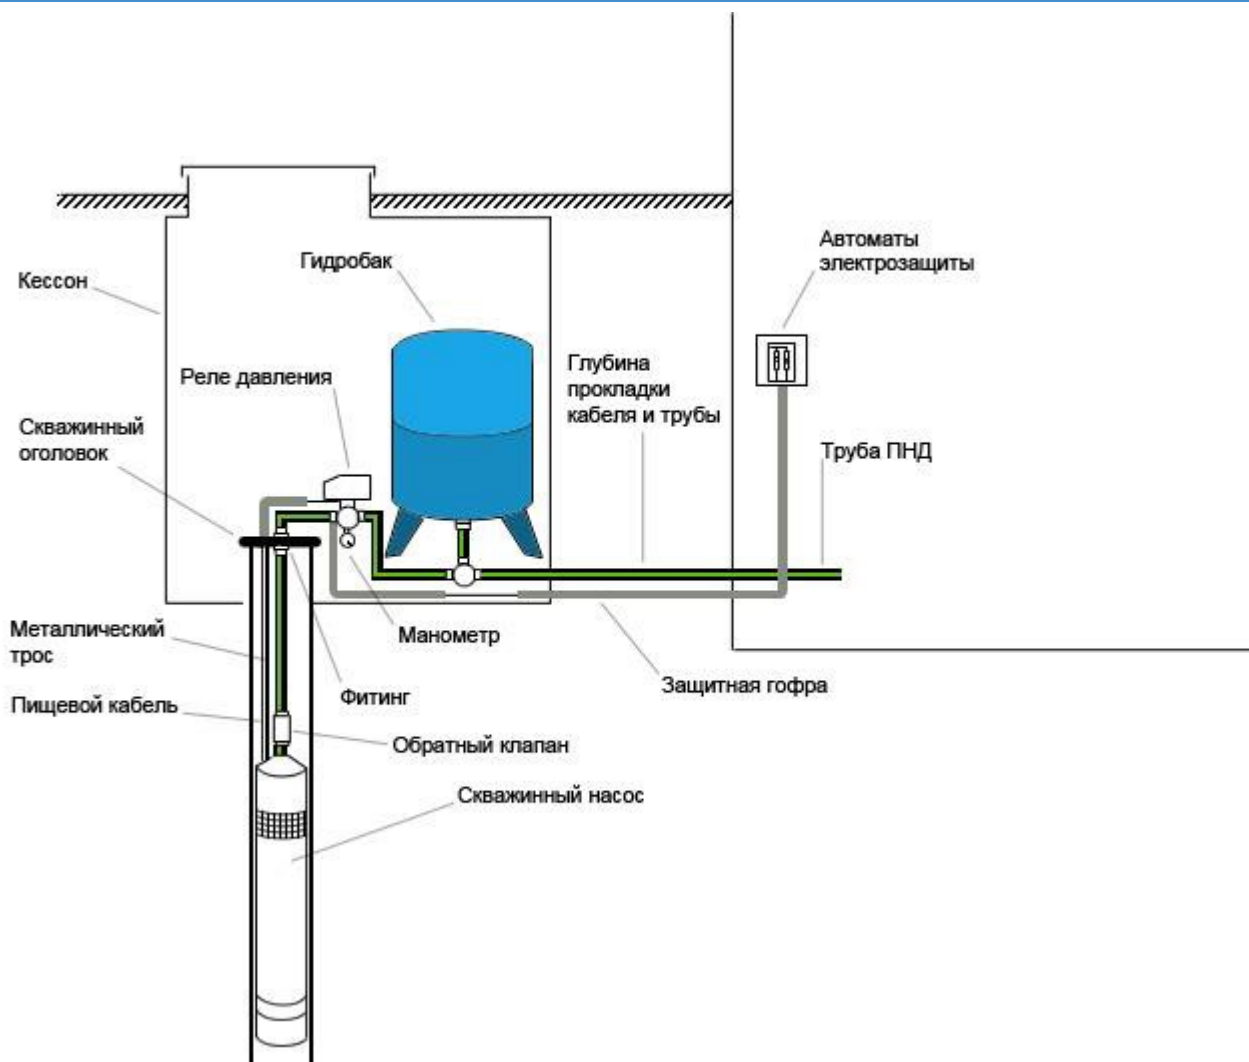 Автоматы
электрозащиты
Гидробак
Кессон
Реле давления
Глубина
прокладки
кабеля и трубы
Скважинный
оголовок
Труба ПНД
Металлический
трос
Манометр
Защитная гофра
Фитинг
Пищевой кабель
Обратный клапан
Скважинный насос